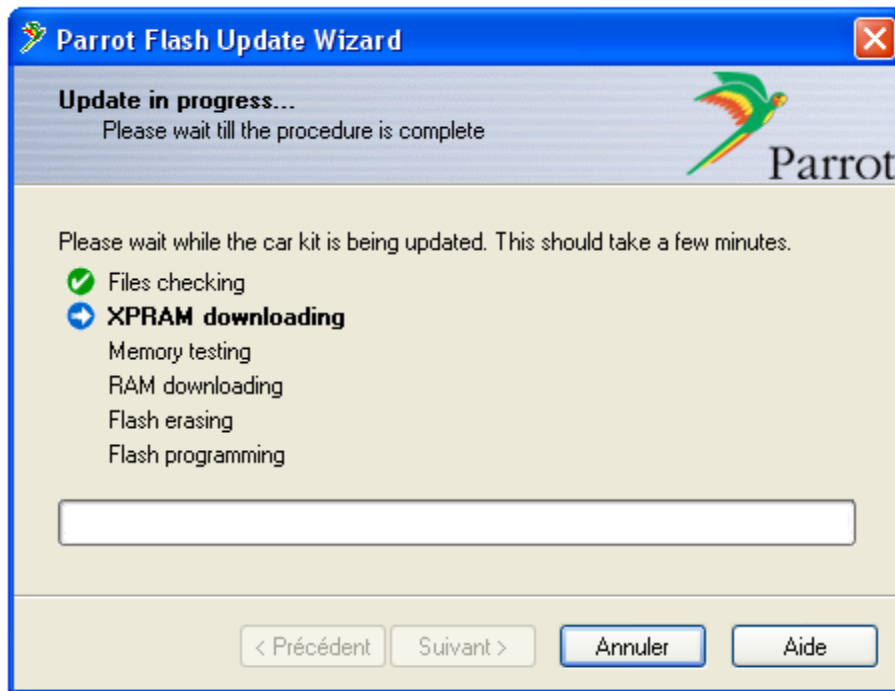 Parrot Flash Update Wizard
Update in progress...
Please wait till the procedure is complete
Parrot
Please wait while the car kit is being updated. This should take a few minutes.
Files checking
XPRAM downloading
Memory testing
RAM downloading
Flash erasing
Flash programming
< Précédent Suivant > Annuler Aide